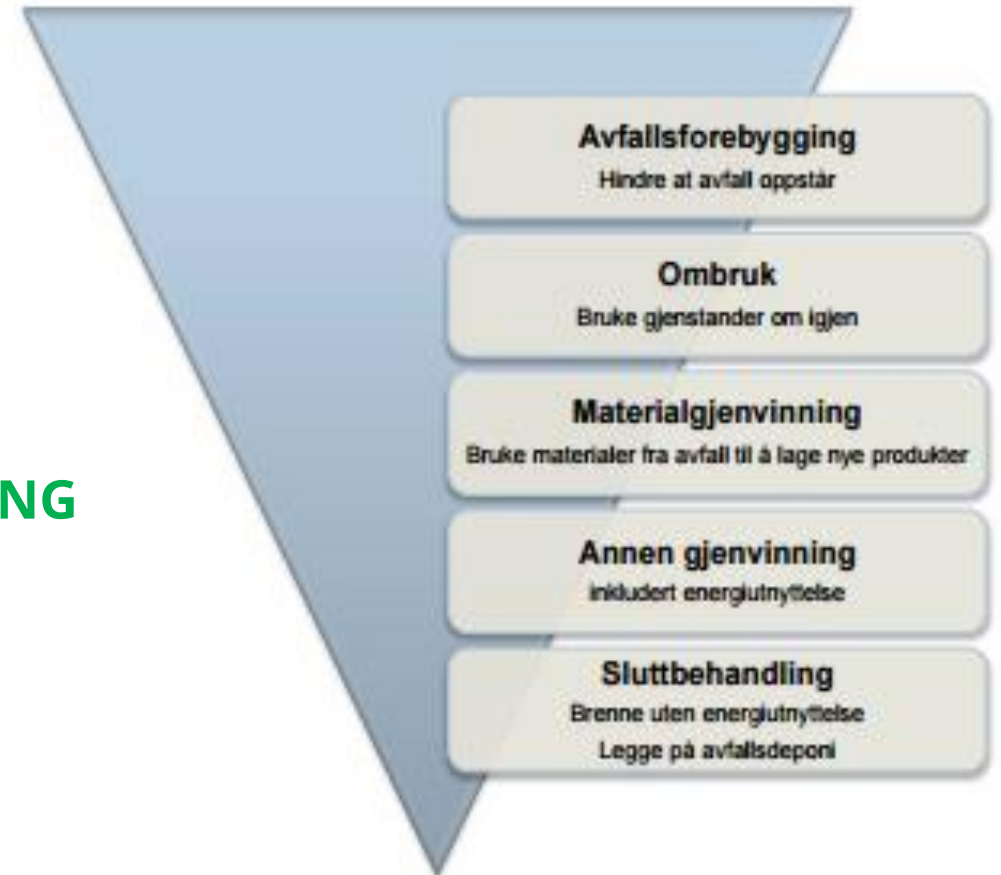 Avfallsforebygging
Hindre at avfall oppstår
Ombruk
Bruke gjenstander om igjen
Materialgjenvinning
Bruke materialer fra avfall til å lage nye produkter
NG
Annen gjenvinning
inkludert energiutnyttelse
Sluttbehandling
Brenne uten energiutnyttelse
Legge på avfallsdeponi